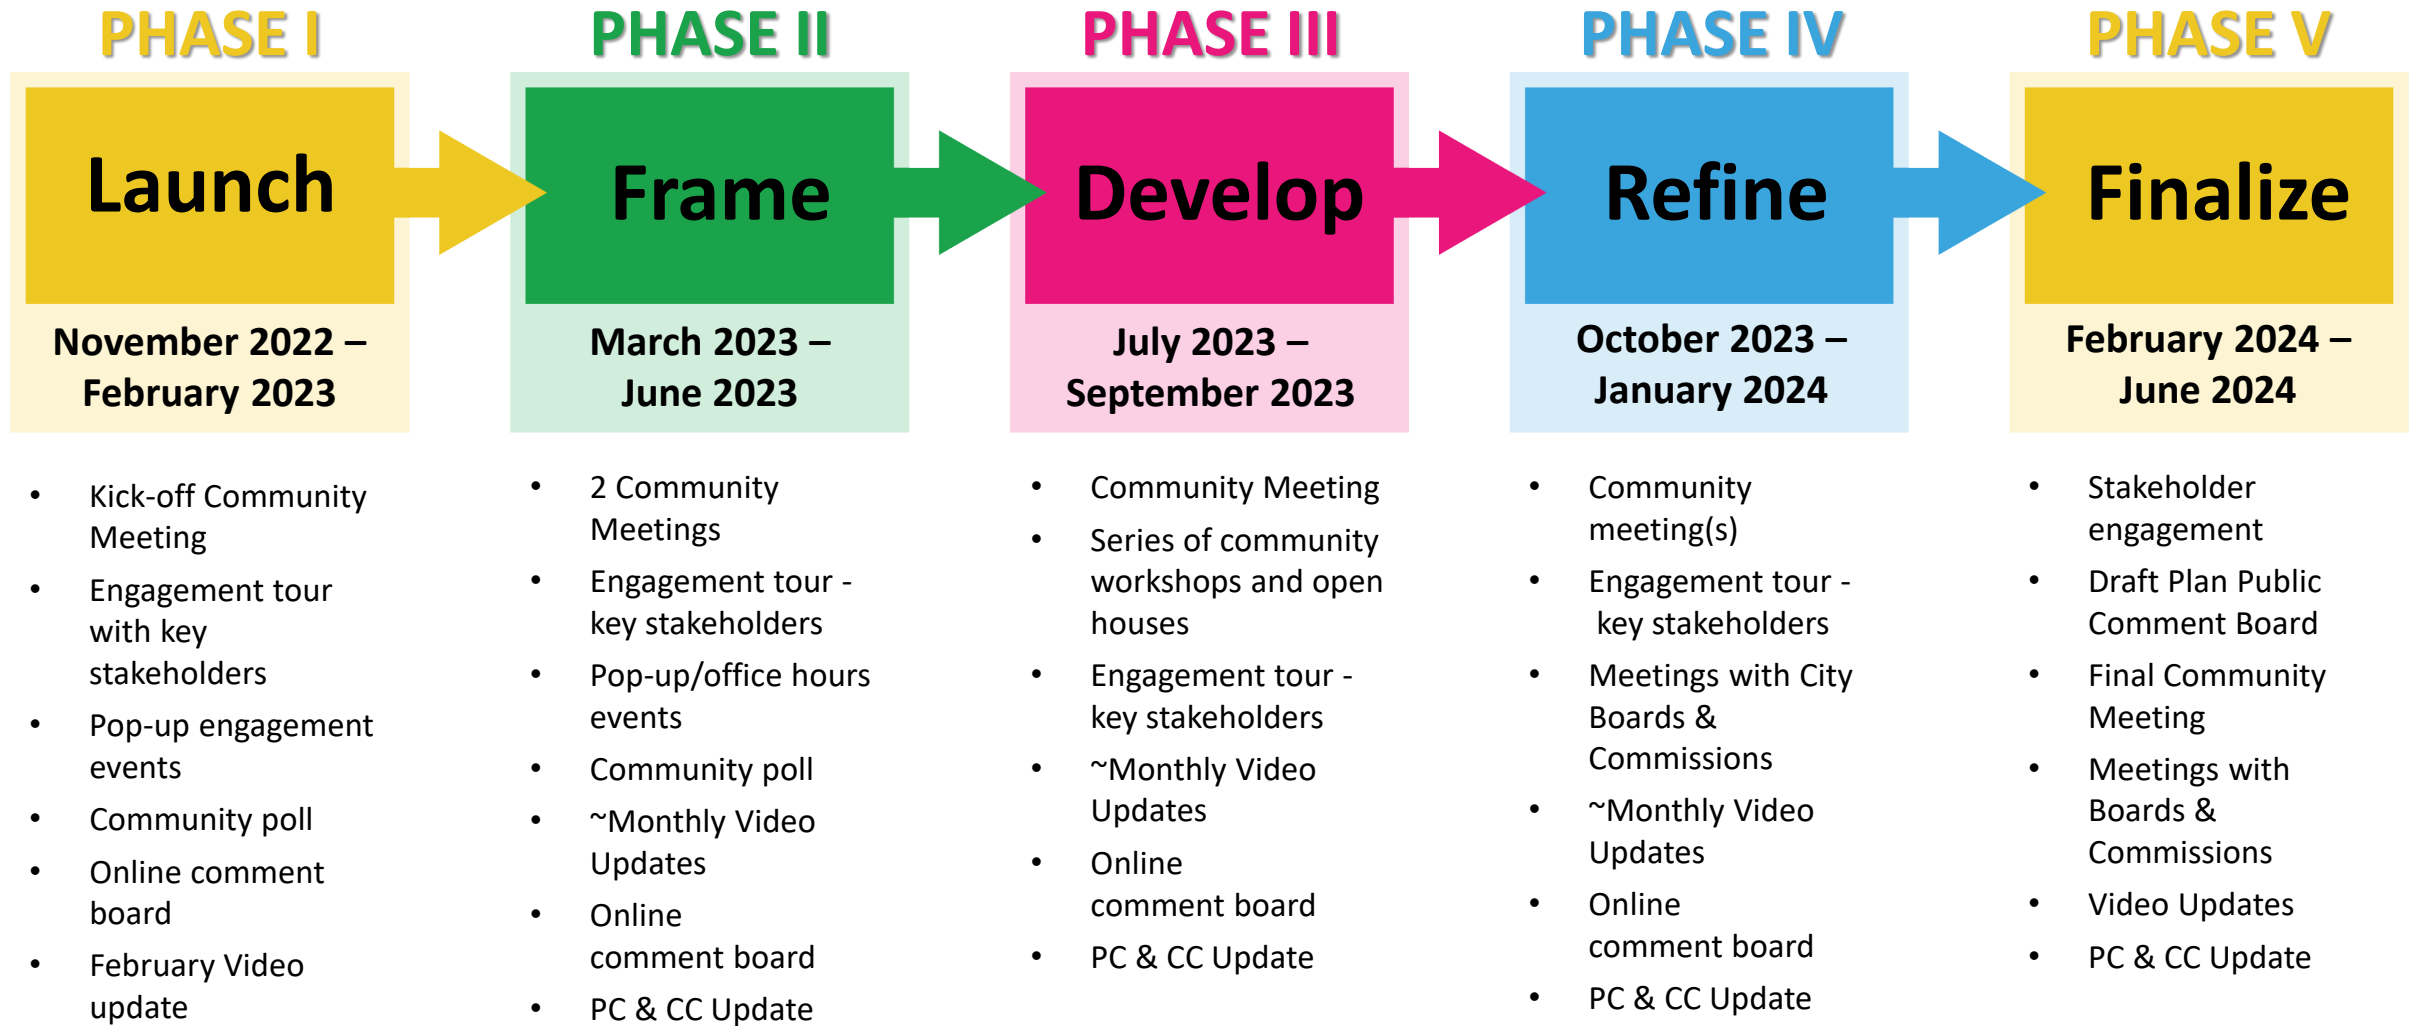 PHASE I
Launch
November 2022 –
February 2023
• Kick-off Community
Meeting
• Engagement tour
with key
stakeholders
• Pop-up engagement
events
• Community poll
• Online comment
board
• February Video
update
PHASE II
Frame
March 2023 –
June 2023
• 2 Community
Meetings
• Engagement tour -
key stakeholders
• Pop-up/office hours
events
• Community poll
• ~Monthly Video
Updates
• Online
comment board
• PC & CC Update
PHASE III
Develop
July 2023 –
September 2023
• Community Meeting
• Series of community
workshops and open
houses
• Engagement tour -
key stakeholders
• ~Monthly Video
Updates
• Online
comment board
• PC & CC Update
PHASE IV
Refine
October 2023 –
January 2024
• Community
meeting(s)
• Engagement tour -
key stakeholders
• Meetings with City
Boards &
Commissions
• ~Monthly Video
Updates
• Online
comment board
• PC & CC Update
PHASE V
Finalize
February 2024 –
June 2024
• Stakeholder
engagement
• Draft Plan Public
Comment Board
• Final Community
Meeting
• Meetings with
Boards &
Commissions
• Video Updates
• PC & CC Update